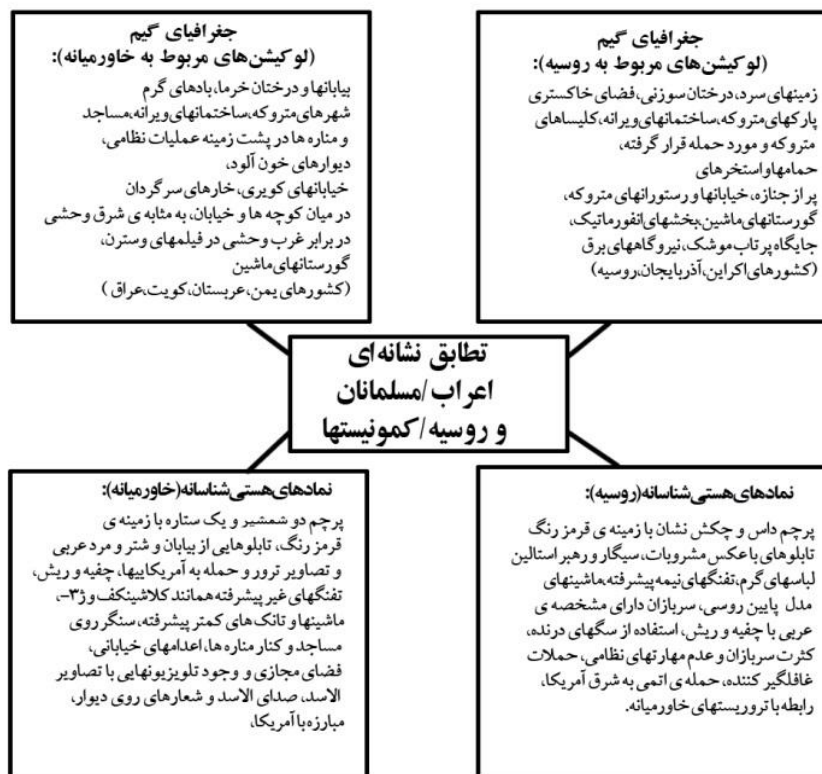 جغرافیای گیم
(لوکیشن‌های مربوط به روسیه):
زمینهای سرد، درختان سوزنی، فضای خاکستری
پارکهای متروکه، ساختمانهای ویرانه، کلیساهای
متروکه و مورد حمله قرار گرفته،
حمامها و استخرهای
پر از جنازه، خیابانها و رستورانهای متروکه،
گورستانهای ماشین، بخشهای انفورماتیک،
جایگاه پرتاب موشک، نیروگاههای برق
(کشورهای اکراین، آذربایجان، روسیه)
جغرافیای گیم
(لوکیشن‌های مربوط به خاورمیانه):
بیابانها و درختان خرما، بادهای گرم
شهرهای متروکه، ساختمانهای ویرانه، مساجد
و مناره ها در پشت زمینه عملیات نظامی،
دیوارهای خون آلود،
خیابانهای کویری، خارهای سرگردان
در میان کوچه ها و خیابان، به مثابه ی شرق وحشی
در برابر غرب وحشی در فیلمهای وسترن،
گورستانهای ماشین
(کشورهای یمن، عربستان، کویت، عراق)
تطابق نشانه‌ای
اعراب/مسلمانان
و روسیه/کمونیستها
نمادهای هستی‌شناسانه(روسیه):
پرچم داس و چکش نشان با زمینه ی قرمز رنگ
تابلوهای با عکس مشروبات، سیگار و رهبر استالین
لباسهای گرم، تفنگهای نیمه پیشرفته، ماشینهای
مدل پایین روسی، سربازان دارای مشخصه ی
عربی با چفیه و ریش، استفاده از سگهای درنده،
کثرت سربازان و عدم مهارتهای نظامی، حملات
غافلگیر کننده، حمله ی اتمی به شرق آمریکا،
رابطه با تروریستهای خاورمیانه.
نمادهای هستی‌شناسانه(خاورمیانه):
پرچم دو شمشیر و یک ستاره با زمینه ی
قرمز رنگ، تابلوهایی از بیابان و شتر و مرد عربی
و تصاویر ترور و حمله به آمریکاییها، چفیه و ریش،
تفنگهای غیر پیشرفته همانند کلاشینکف و ژ۳-،
ماشینها و تانک های کمتر پیشرفته، سنگر روی
مساجد و کنار مناره ها، اعدامهای خیابانی،
فضای مجازی و وجود تلویزیونهایی با تصاویر
الاسد، صدای الاسد و شعارهای روی دیوار،
مبارزه با آمریکا،